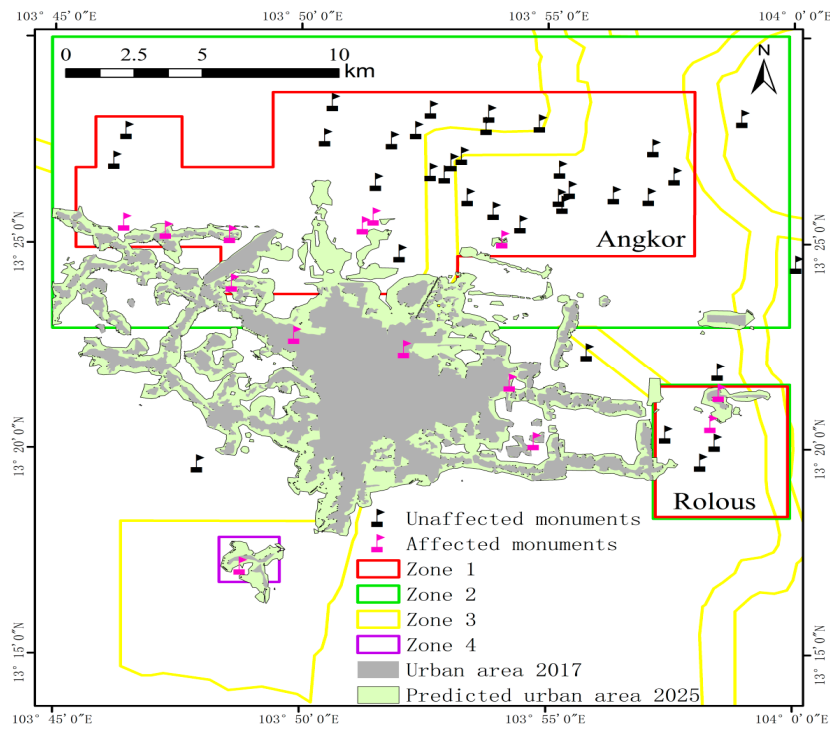 103° 45′0″E 103° 50′0″E 103° 55′0″E 104° 0′0″E
0 2.5 5 10
km
N
13° 25′0″N 13° 25′0″N
Angkor
13° 20′0″N 13° 20′0″N
Rolous
Unaffected monuments
Affected monuments
Zone 1
Zone 2
Zone 3
Zone 4
Urban area 2017
Predicted urban area 2025
13° 15′0″N 13° 15′0″N
103° 45′0″E 103° 50′0″E 103° 55′0″E 104° 0′0″E